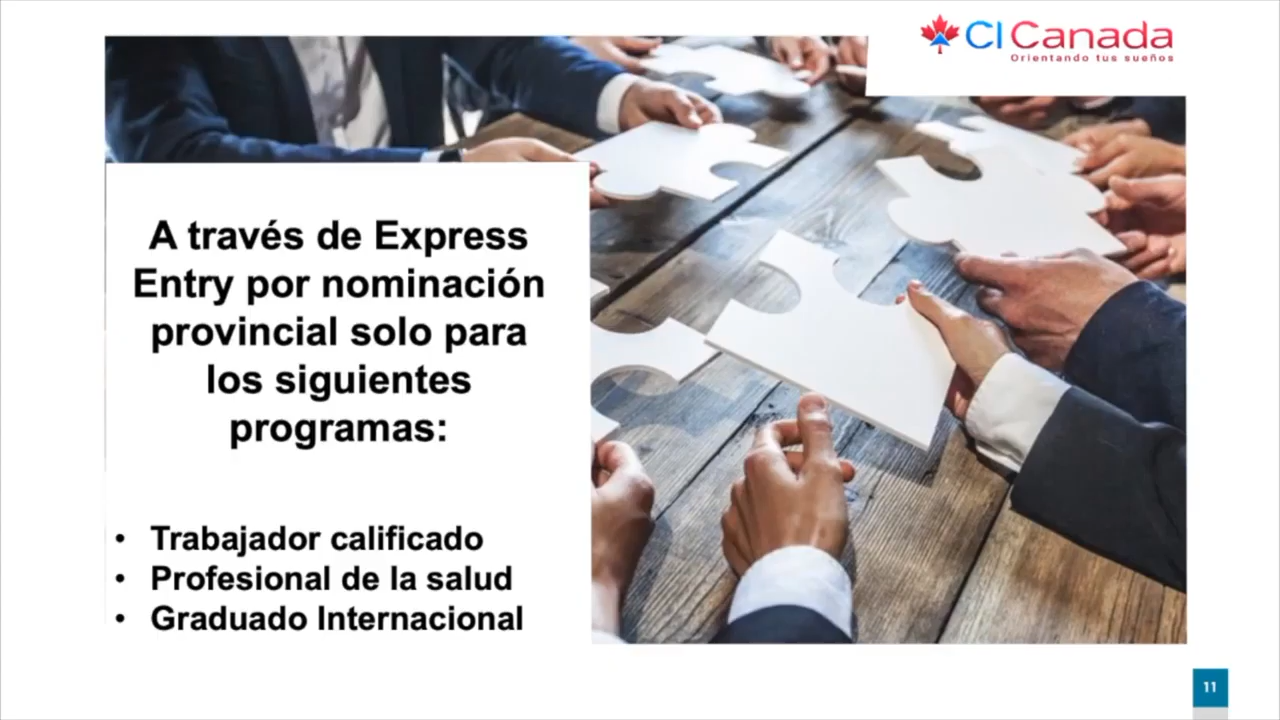 CI Canada
Orientando tus sueños
A través de Express
Entry por nominación
provincial solo para
los siguientes
programas:
• Trabajador calificado
• Profesional de la salud
• Graduado Internacional
11